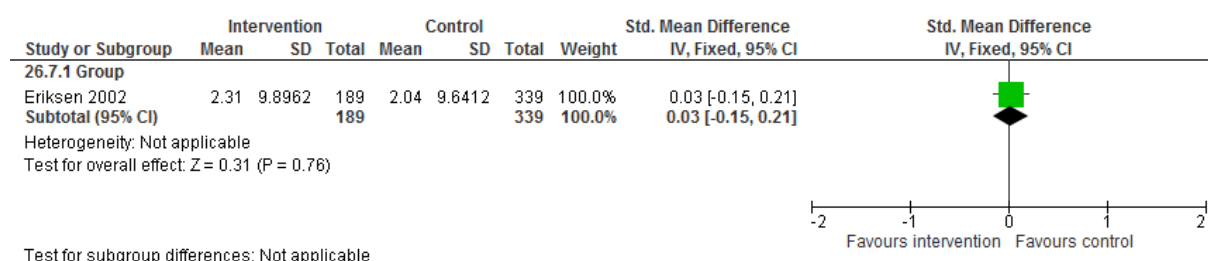 Intervention Control Std. Mean Difference Std. Mean Difference
Study or Subgroup Mean SD Total Mean SD Total Weight IV, Fixed, 95% CI IV, Fixed, 95% CI
26.7.1 Group
Eriksen 2002 2.31 9.8962 189 2.04 9.6412 339 100.0% 0.03 [-0.15, 0.21]
Subtotal (95% CI) 189 339 100.0% 0.03 [-0.15, 0.21]
Heterogeneity: Not applicable
Test for overall effect: Z = 0.31 (P = 0.76)
-2 -1 0 1 2
Favours intervention Favours control
Test for subgroup differences: Not applicable